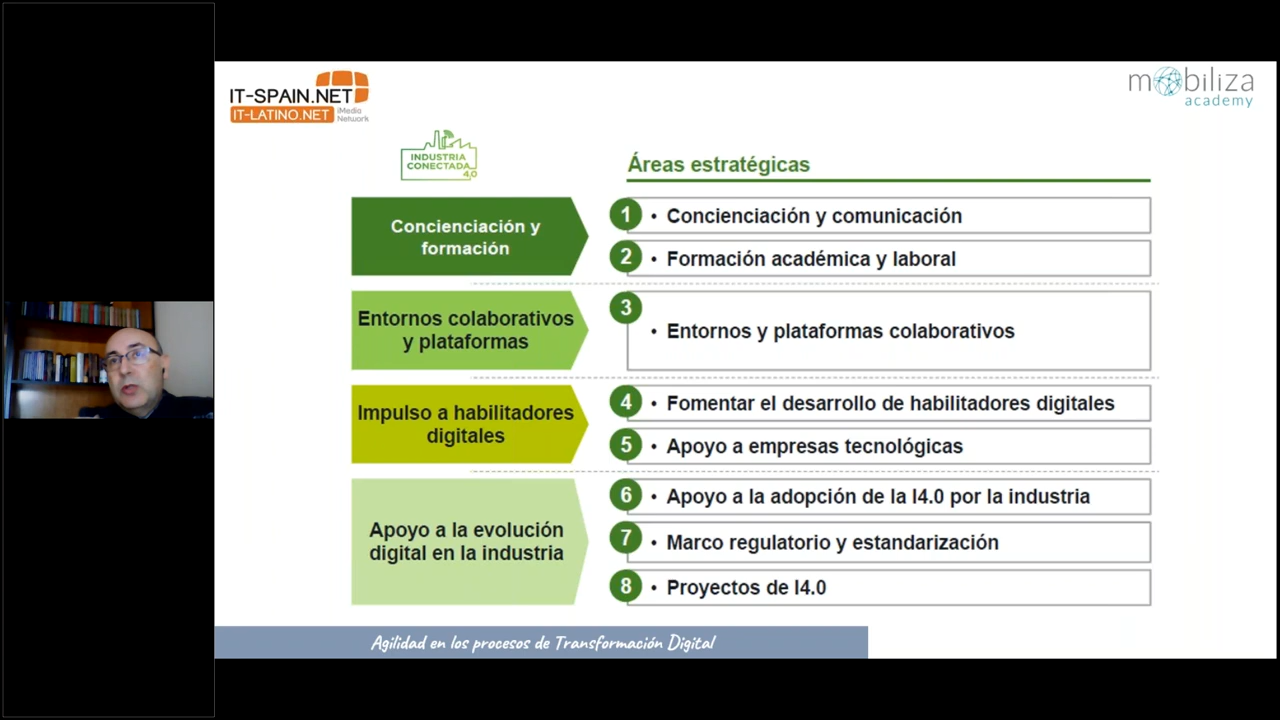 IT-SPAIN.NET
IT-LATINO.NET
iMedia
Network
mobiliza
academy
INDUSTRIA
CONECTADA
4.0
Áreas estratégicas
Concienciación y
formación
1 • Concienciación y comunicación
2 • Formación académica y laboral
Entornos colaborativos
y plataformas
3 • Entornos y plataformas colaborativos
Impulso a habilitadores
digitales
4 • Fomentar el desarrollo de habilitadores digitales
5 • Apoyo a empresas tecnológicas
Apoyo a la evolución
digital en la industria
6 • Apoyo a la adopción de la I4.0 por la industria
7 • Marco regulatorio y estandarización
8 • Proyectos de I4.0
Agilidad en los procesos de Transformación Digital